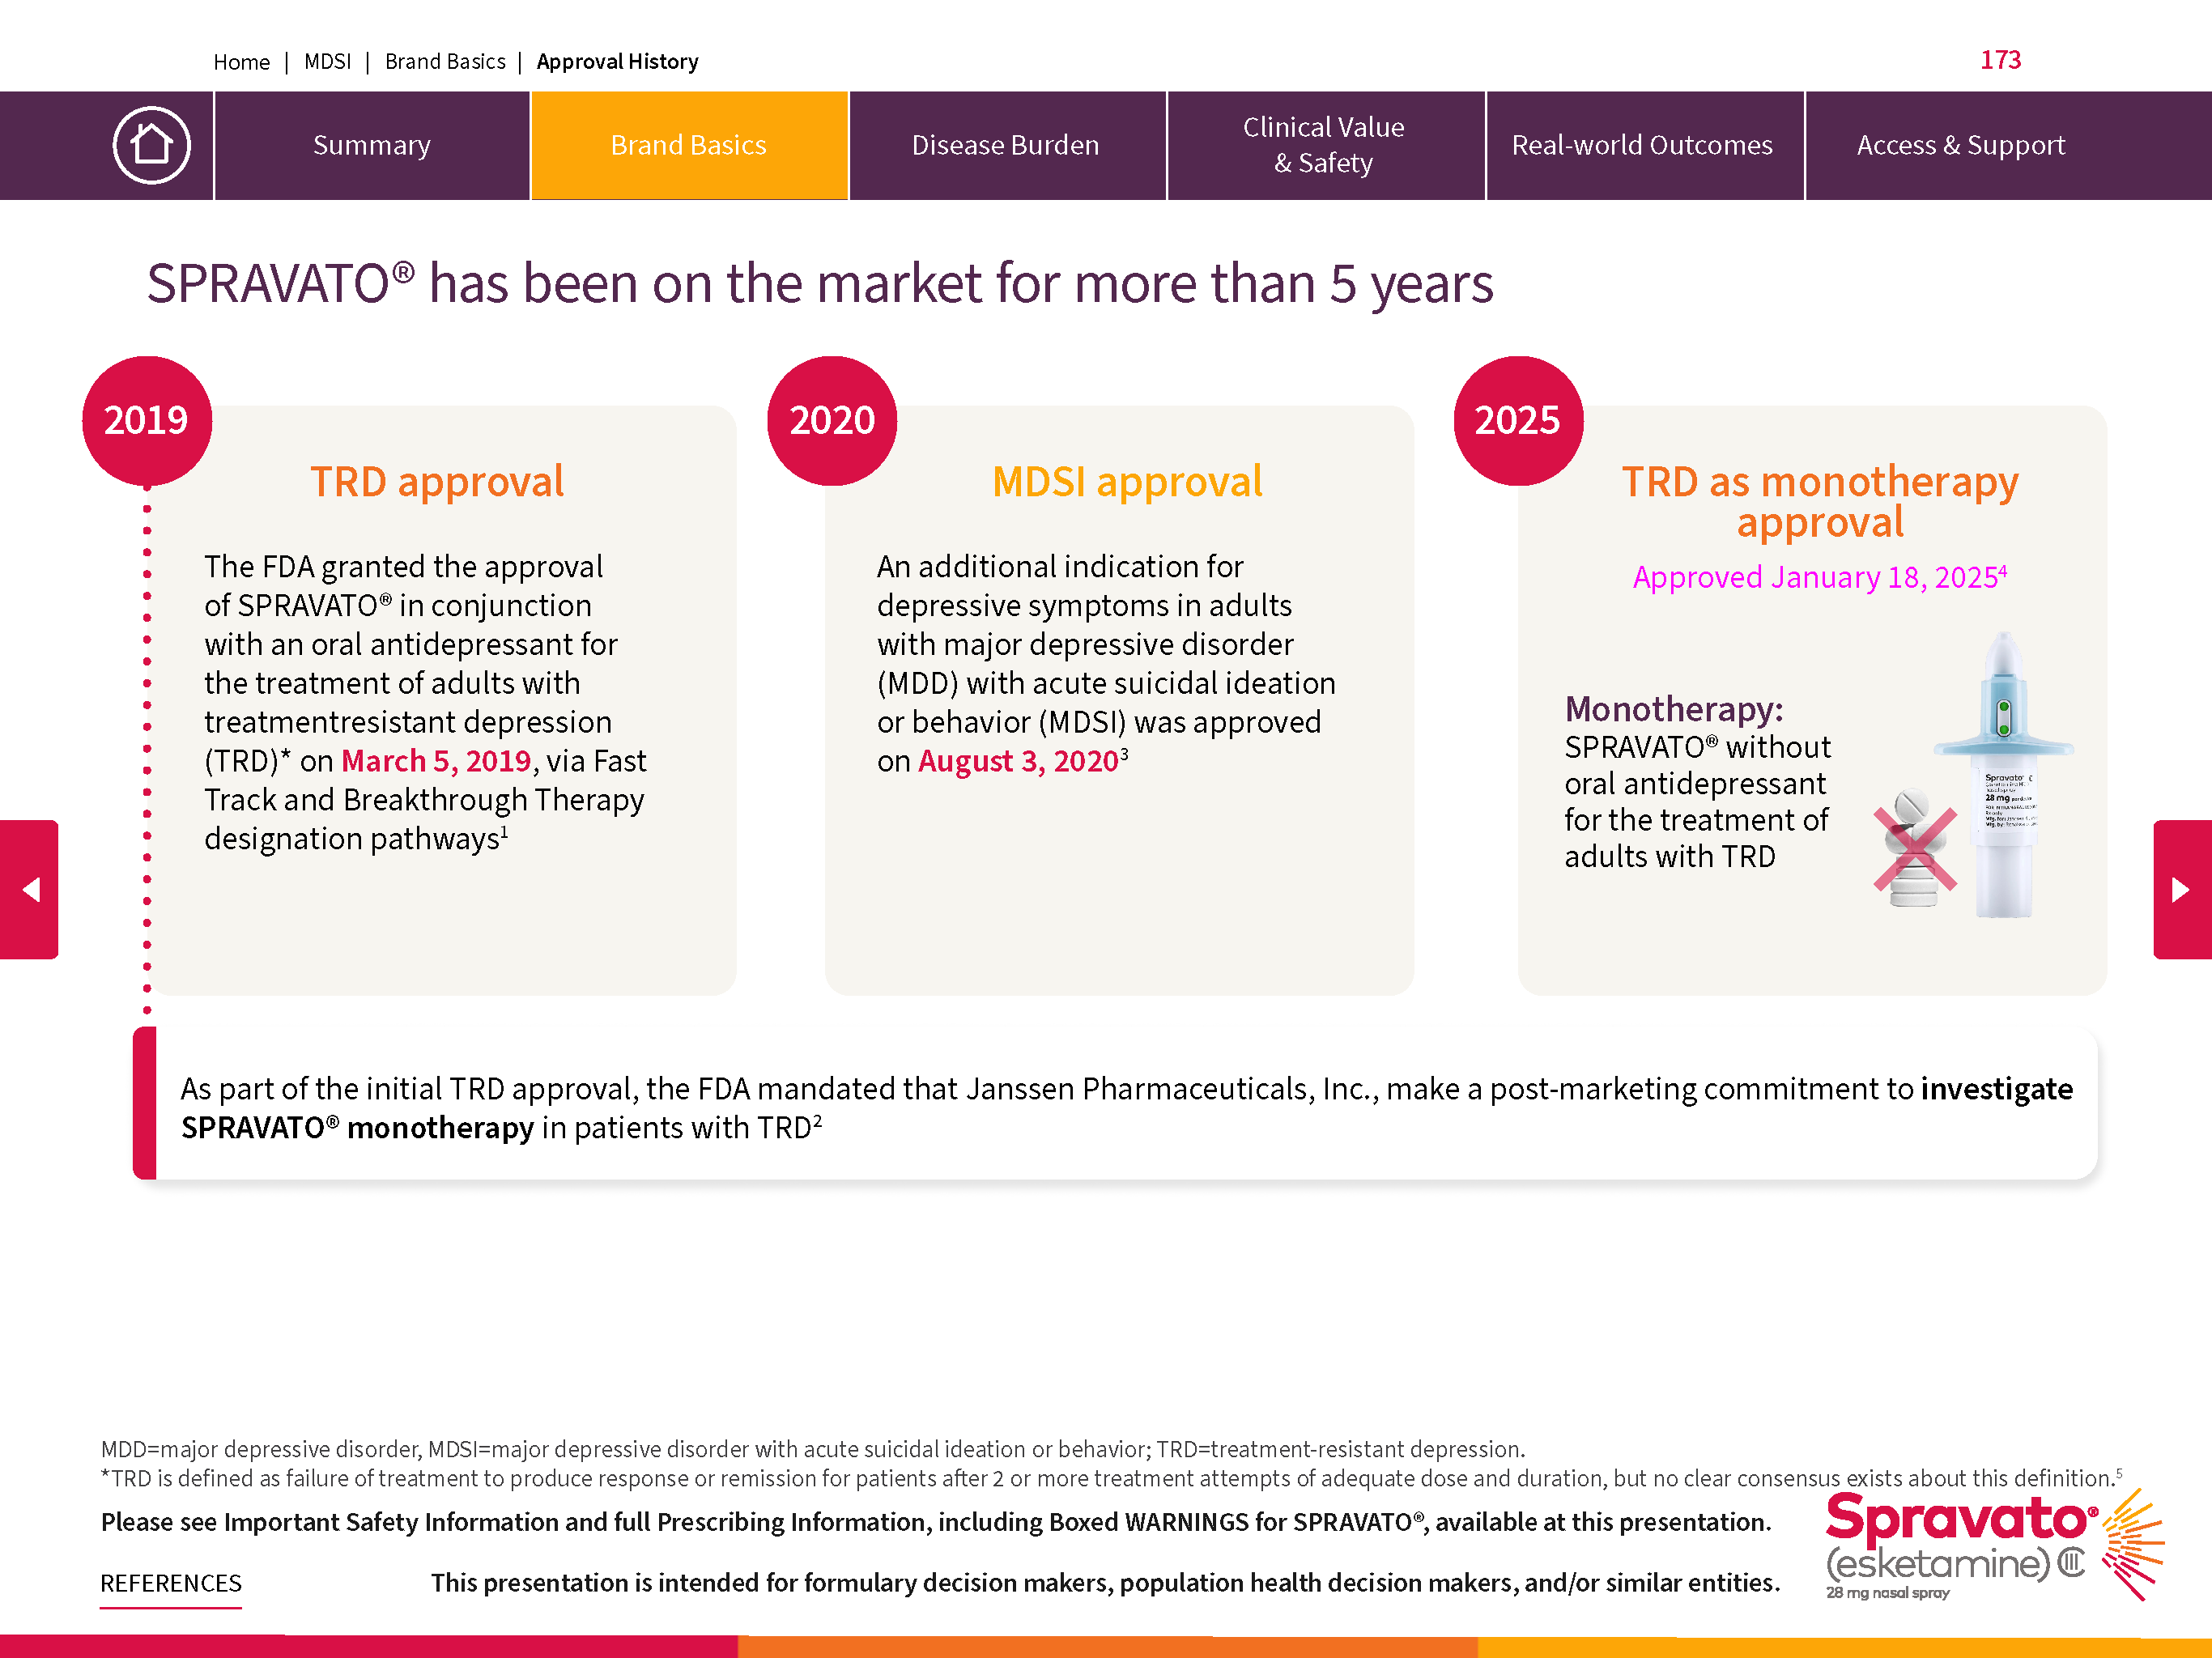 Home | MDSI | Brand Basics | Approval History
173
Summary
Brand Basics
Disease Burden
Clinical Value
& Safety
Real-world Outcomes
Access & Support
SPRAVATO® has been on the market for more than 5 years
2019
TRD approval
The FDA granted the approval
of SPRAVATO® in conjunction
with an oral antidepressant for
the treatment of adults with
treatmentresistant depression
(TRD)* on March 5, 2019, via Fast
Track and Breakthrough Therapy
designation pathways¹
2020
MDSI approval
An additional indication for
depressive symptoms in adults
with major depressive disorder
(MDD) with acute suicidal ideation
or behavior (MDSI) was approved
on August 3, 2020³
2025
TRD as monotherapy
approval
Approved January 18, 2025⁴
Monotherapy:
SPRAVATO® without
oral antidepressant
for the treatment of
adults with TRD
Spravato®
28 mg
As part of the initial TRD approval, the FDA mandated that Janssen Pharmaceuticals, Inc., make a post-marketing commitment to investigate
SPRAVATO® monotherapy in patients with TRD²
MDD=major depressive disorder, MDSI=major depressive disorder with acute suicidal ideation or behavior; TRD=treatment-resistant depression.
*TRD is defined as failure of treatment to produce response or remission for patients after 2 or more treatment attempts of adequate dose and duration, but no clear consensus exists about this definition.⁵
Please see Important Safety Information and full Prescribing Information, including Boxed WARNINGS for SPRAVATO®, available at this presentation.
REFERENCES
This presentation is intended for formulary decision makers, population health decision makers, and/or similar entities.
Spravato®
(esketamine) CIII
28 mg nasal spray